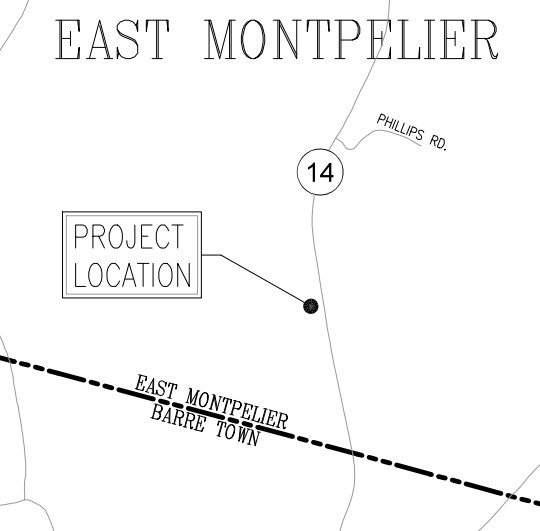 EAST MONTPELIER
PHILLIPS RD.
14
PROJECT
LOCATION
EAST MONTPELIER
BARRE TOWN